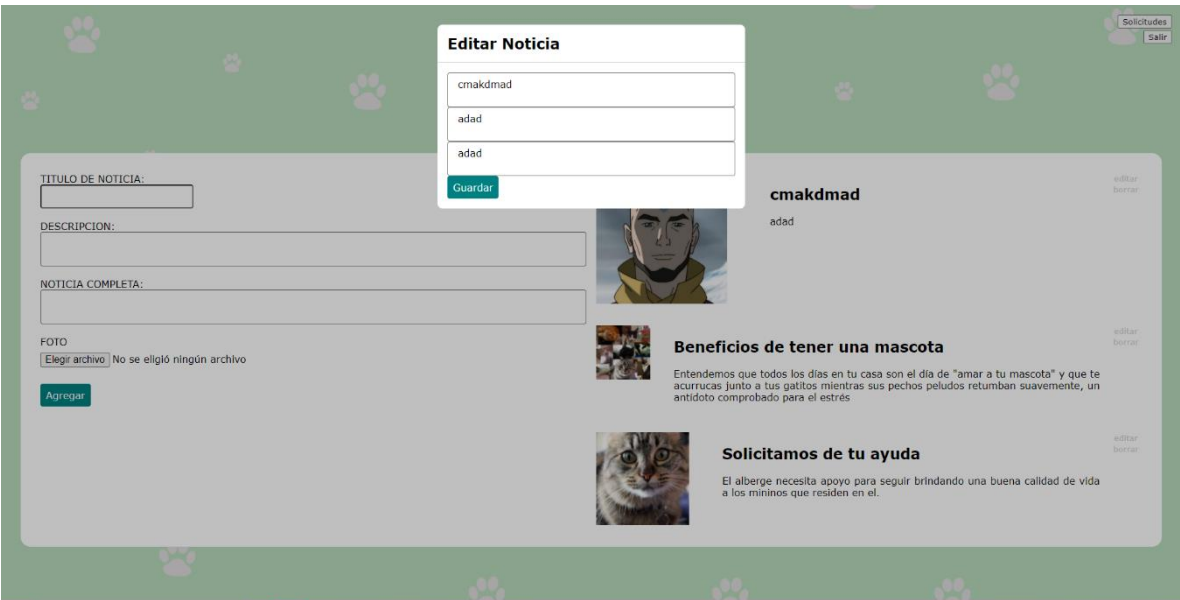 Solicitudes
Salir
Editar Noticia
cmakdmad
adad
adad
Guardar
TITULO DE NOTICIA:
DESCRIPCION:
NOTICIA COMPLETA:
FOTO
Elegir archivo No se eligió ningún archivo
Agregar
cmakdmad
adad
editar
borrar
Beneficios de tener una mascota
Entendemos que todos los días en tu casa son el día de "amar a tu mascota" y que te
acurrucas junto a tus gatitos mientras sus pechos peludos retumban suavemente, un
antídoto comprobado para el estrés
editar
borrar
Solicitamos de tu ayuda
El alberge necesita apoyo para seguir brindando una buena calidad de vida
a los mininos que residen en el.
editar
borrar